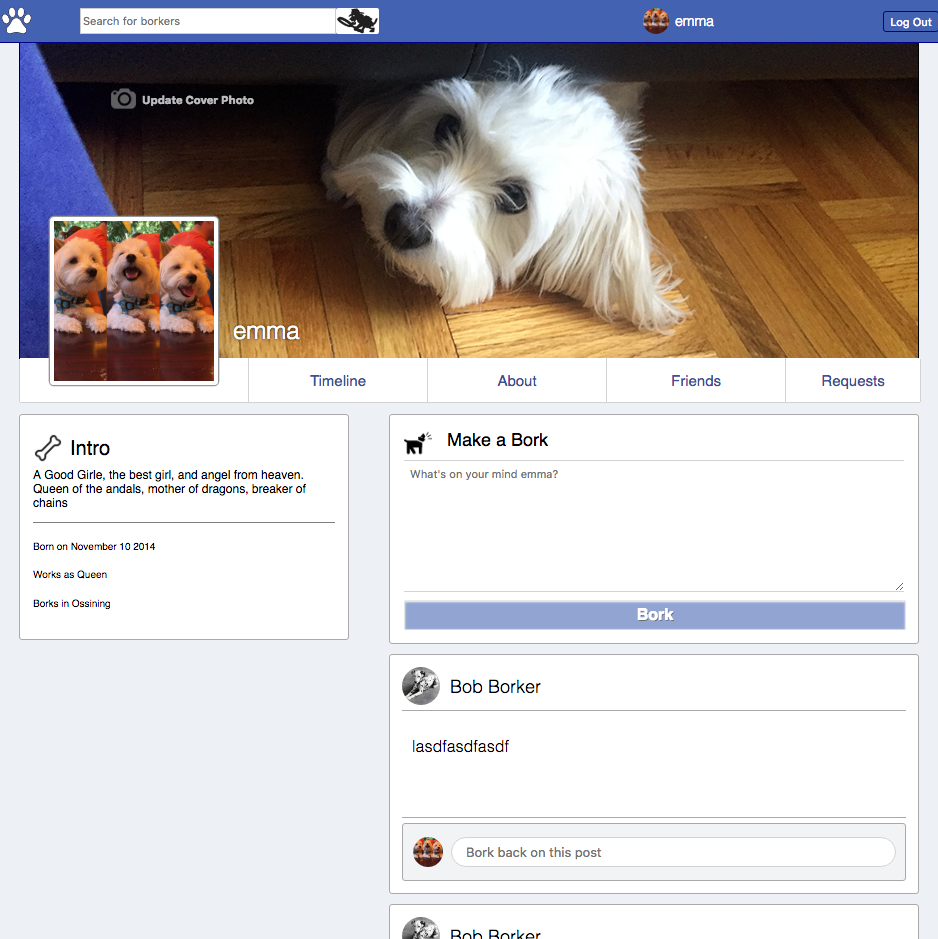 Search for borkers
emma
Log Out
Update Cover Photo
emma
Timeline
About
Friends
Requests
Intro
A Good Girle, the best girl, and angel from heaven.
Queen of the andals, mother of dragons, breaker of
chains
Born on November 10 2014
Works as Queen
Borks in Ossining
Make a Bork
What's on your mind emma?
Bork
Bob Borker
lasdfasdfasdf
Bork back on this post
Bob Borker